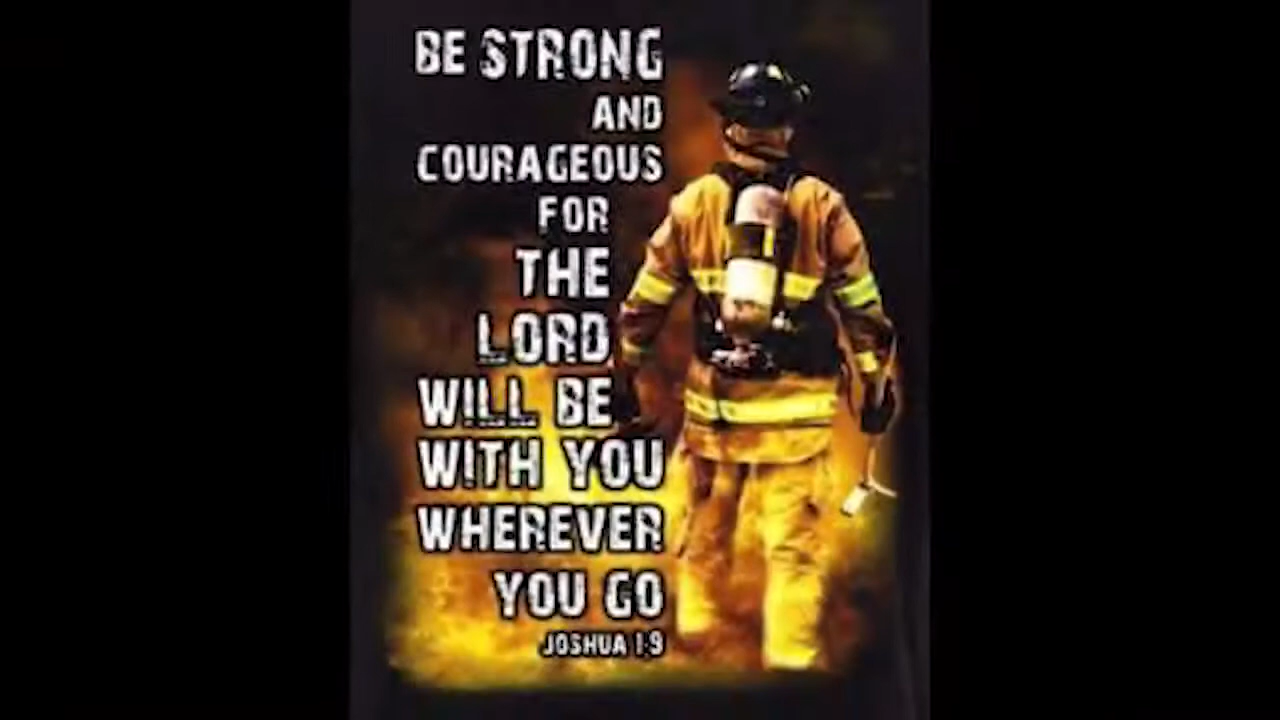 BE STRONG
AND
COURAGEOUS
FOR
THE
LORD
WILL BE
WITH YOU
WHEREVER
YOU GO
JOSHUA 1:9